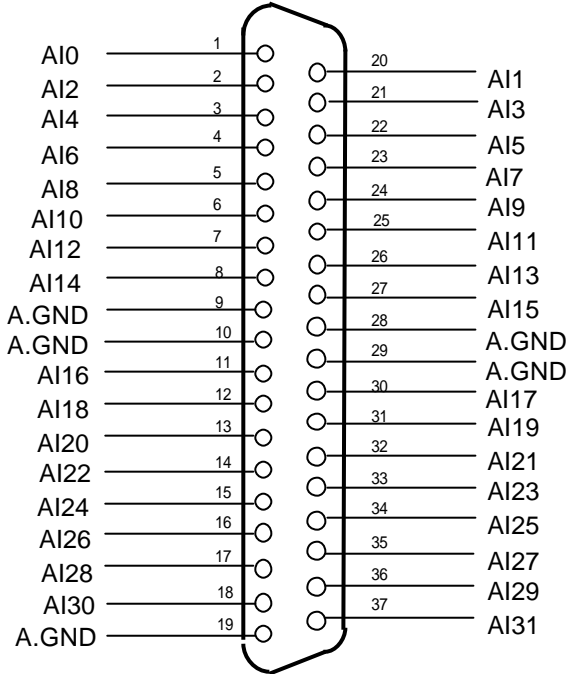 AI0 1
20 AI1
AI2 2
21 AI3
AI4 3
22 AI5
AI6 4
23 AI7
AI8 5
24 AI9
AI10 6
25 AI11
AI12 7
26 AI13
AI14 8
27 AI15
A.GND 9
28 A.GND
A.GND 10
29 A.GND
AI16 11
30 AI17
AI18 12
31 AI19
AI20 13
32 AI21
AI22 14
33 AI23
AI24 15
34 AI25
AI26 16
35 AI27
AI28 17
36 AI29
AI30 18
37 AI31
A.GND 19